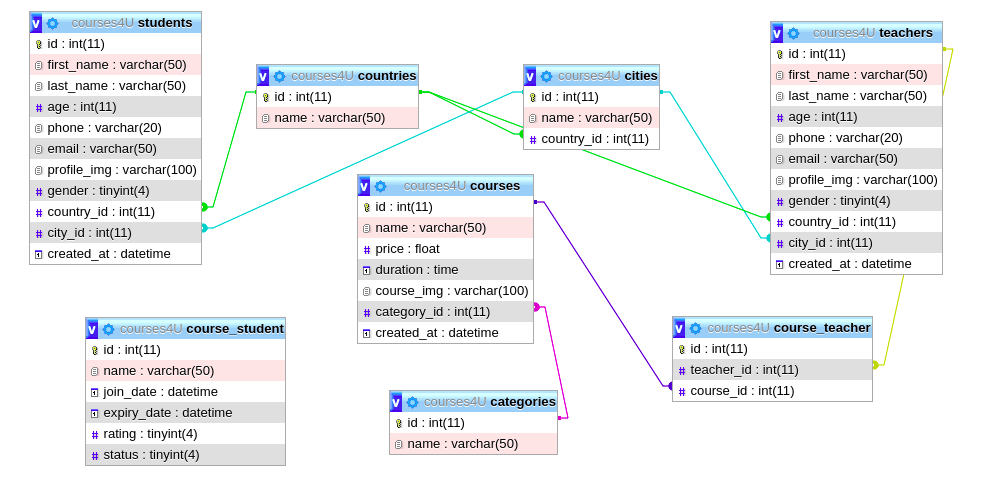 courses4U students
id : int(11)
first_name : varchar(50)
last_name : varchar(50)
age : int(11)
phone : varchar(20)
email : varchar(50)
profile_img : varchar(100)
gender : tinyint(4)
country_id : int(11)
city_id : int(11)
created_at : datetime
courses4U countries
id : int(11)
name : varchar(50)
courses4U cities
id : int(11)
name : varchar(50)
country_id : int(11)
courses4U teachers
id : int(11)
first_name : varchar(50)
last_name : varchar(50)
age : int(11)
phone : varchar(20)
email : varchar(50)
profile_img : varchar(100)
gender : tinyint(4)
country_id : int(11)
city_id : int(11)
created_at : datetime
courses4U courses
id : int(11)
name : varchar(50)
price : float
duration : time
course_img : varchar(100)
category_id : int(11)
created_at : datetime
courses4U course_student
id : int(11)
name : varchar(50)
join_date : datetime
expiry_date : datetime
rating : tinyint(4)
status : tinyint(4)
courses4U categories
id : int(11)
name : varchar(50)
courses4U course_teacher
id : int(11)
teacher_id : int(11)
course_id : int(11)